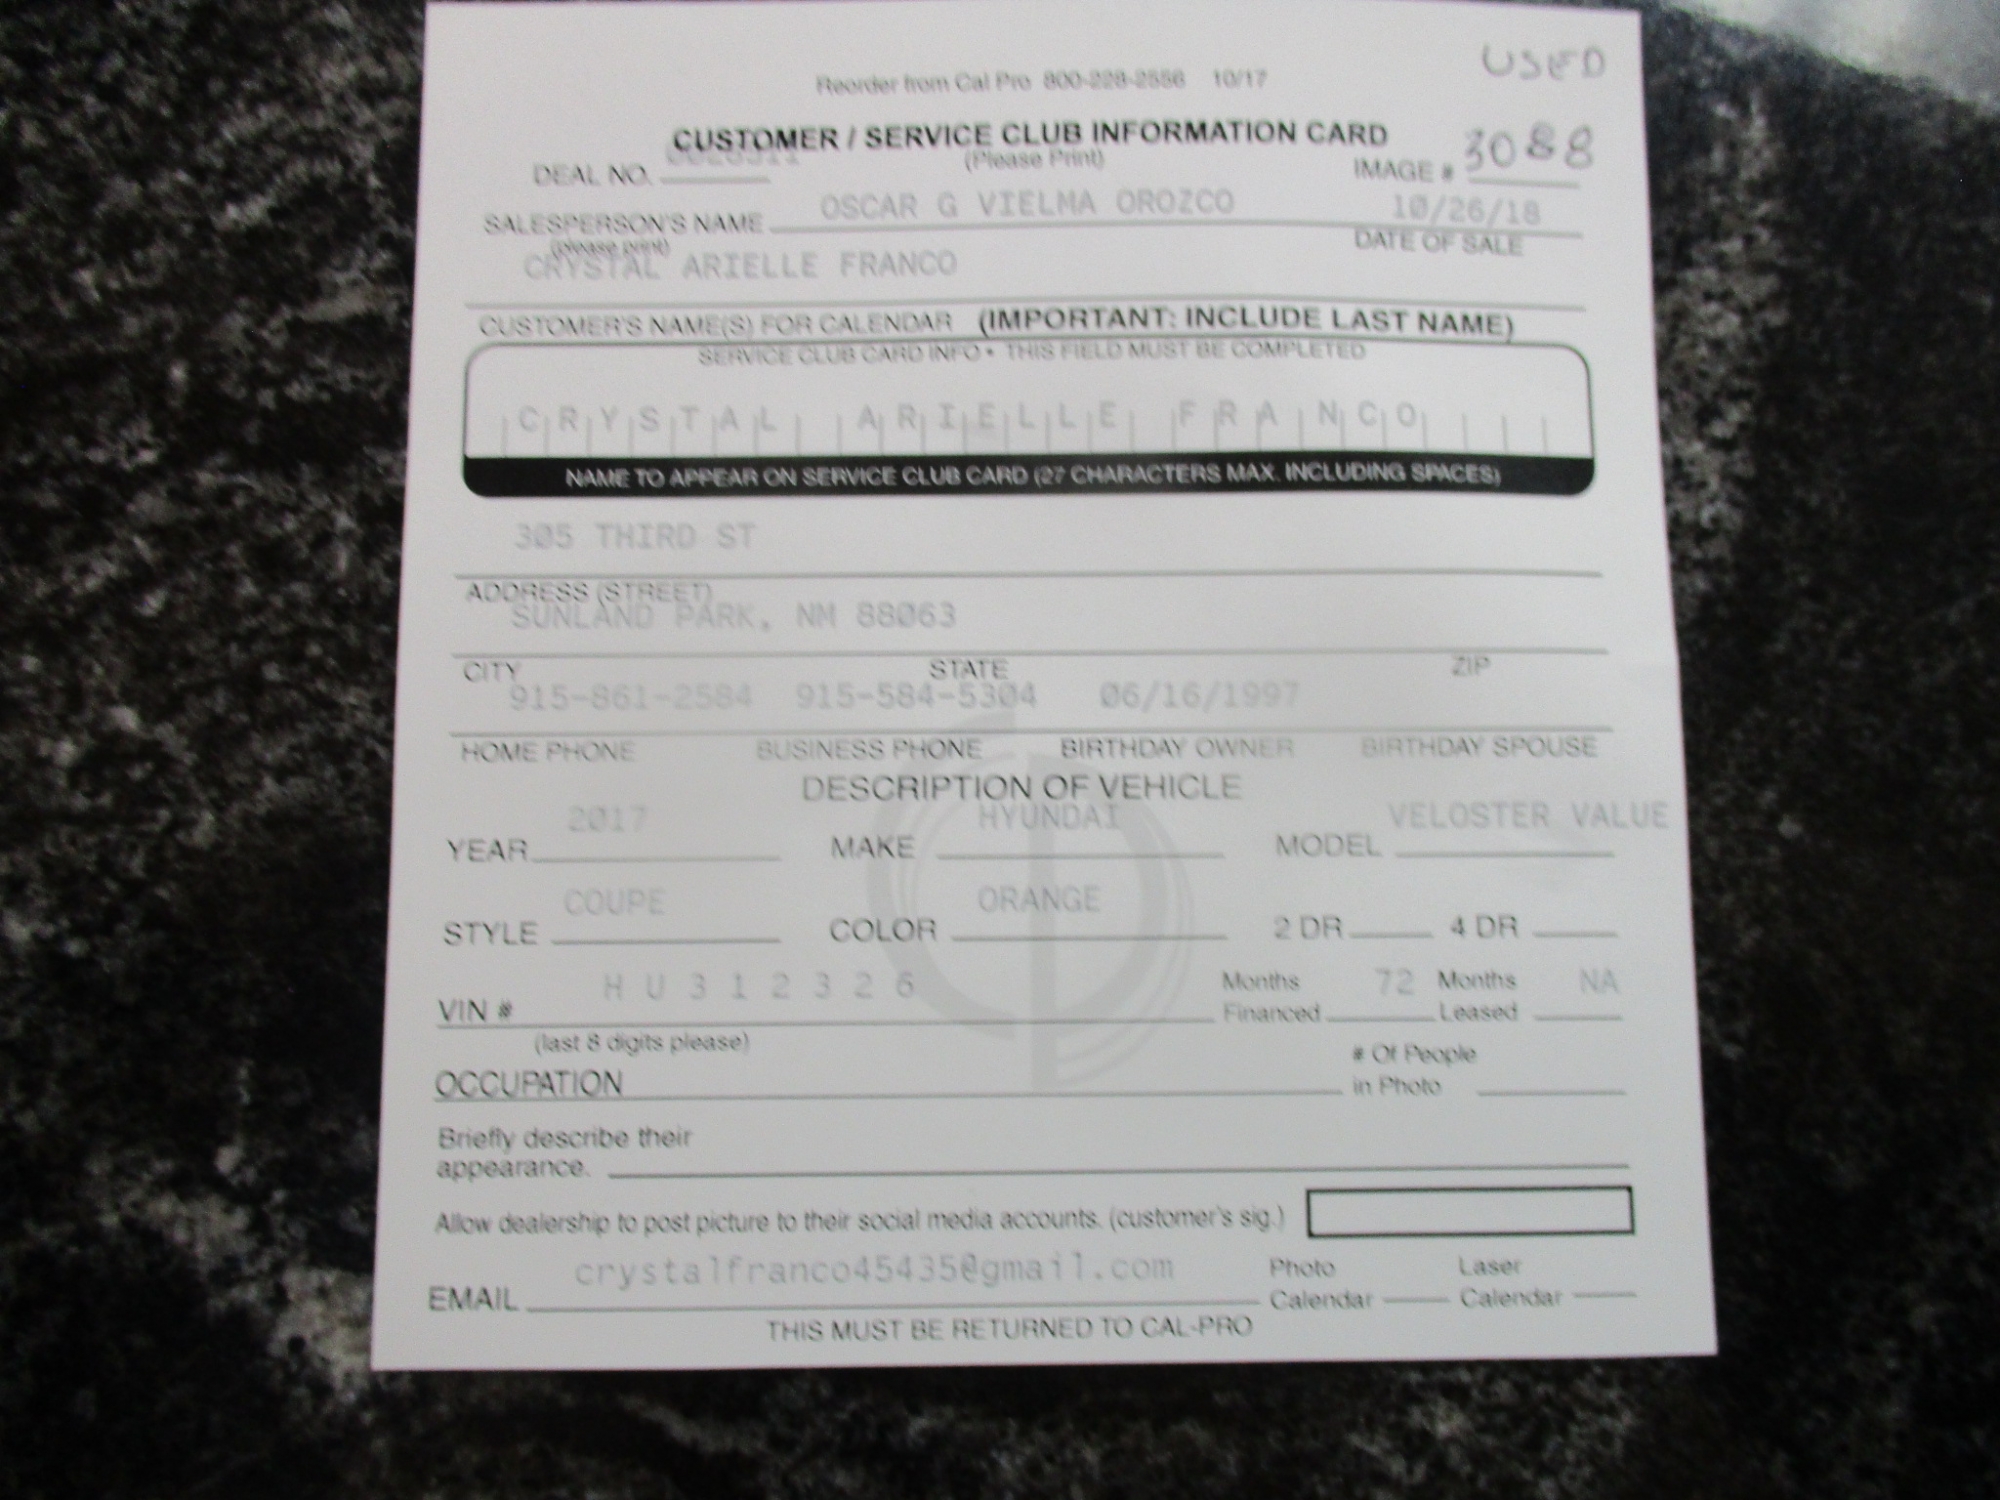 USED
Reorder from Cal Pro 800-228-2556 10/17
CUSTOMER / SERVICE CLUB INFORMATION CARD
(Please Print)
DEAL NO.
IMAGE # 3088
OSCAR G VIELMA OROZCO 10/26/18
SALESPERSON'S NAME
(please print)
DATE OF SALE
CRYSTAL ARIELLE FRANCO
CUSTOMER'S NAME(S) FOR CALENDAR (IMPORTANT: INCLUDE LAST NAME)
SERVICE CLUB CARD INFO • THIS FIELD MUST BE COMPLETED
CRYSTAL ARIELLE FRANCO
NAME TO APPEAR ON SERVICE CLUB CARD (27 CHARACTERS MAX. INCLUDING SPACES)
305 THIRD ST
ADDRESS (STREET)
SUNLAND PARK, NM 88063
CITY STATE ZIP
915-861-2584 915-584-5304 06/16/1997
HOME PHONE BUSINESS PHONE BIRTHDAY OWNER BIRTHDAY SPOUSE
DESCRIPTION OF VEHICLE
2017 HYUNDAI VELOSTER VALUE
YEAR MAKE MODEL
COUPE ORANGE
STYLE COLOR 2 DR 4 DR
H U 3 1 2 3 2 6 Months 72 Months NA
VIN # Financed Leased
(last 8 digits please)
# Of People
OCCUPATION in Photo
Briefly describe their
appearance.
Allow dealership to post picture to their social media accounts. (customer's sig.)
crystalfranco45435@gmail.com Photo Laser
EMAIL Calendar Calendar
THIS MUST BE RETURNED TO CAL-PRO